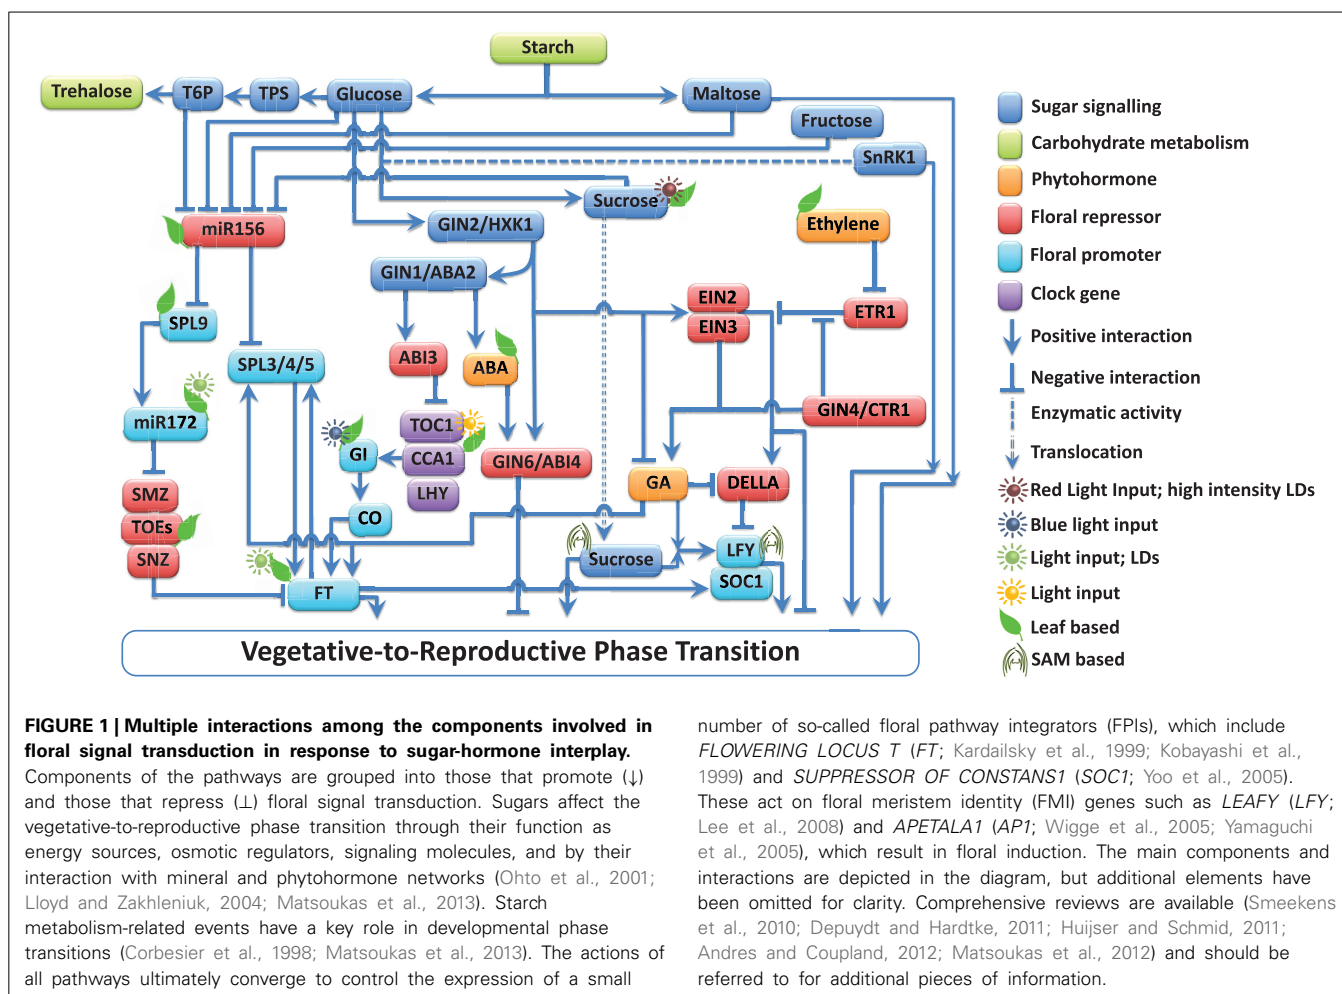 Starch
Trehalose
T6P
TPS
Glucose
Maltose
Fructose
SnRK1
Sucrose
miR156
GIN2/HXK1
Ethylene
GIN1/ABA2
EIN2
EIN3
ETR1
SPL9
SPL3/4/5
ABI3
ABA
miR172
TOC1
CCA1
LHY
GI
CO
GIN6/ABI4
GIN4/CTR1
GA
DELLA
SMZ
TOEs
SNZ
FT
Sucrose
LFY
SOC1
Vegetative-to-Reproductive Phase Transition
Sugar signalling
Carbohydrate metabolism
Phytohormone
Floral repressor
Floral promoter
Clock gene
Positive interaction
Negative interaction
Enzymatic activity
Translocation
Red Light Input; high intensity LDs
Blue light input
Light input; LDs
Light input
Leaf based
SAM based
FIGURE 1 | Multiple interactions among the components involved in
floral signal transduction in response to sugar-hormone interplay.
Components of the pathways are grouped into those that promote (↓)
and those that repress (⊥) floral signal transduction. Sugars affect the
vegetative-to-reproductive phase transition through their function as
energy sources, osmotic regulators, signaling molecules, and by their
interaction with mineral and phytohormone networks (Ohto et al., 2001;
Lloyd and Zakhleniuk, 2004; Matsoukas et al., 2013). Starch
metabolism-related events have a key role in developmental phase
transitions (Corbesier et al., 1998; Matsoukas et al., 2013). The actions of
all pathways ultimately converge to control the expression of a small
number of so-called floral pathway integrators (FPIs), which include
FLOWERING LOCUS T (FT; Kardailsky et al., 1999; Kobayashi et al.,
1999) and SUPPRESSOR OF CONSTANS1 (SOC1; Yoo et al., 2005).
These act on floral meristem identity (FMI) genes such as LEAFY (LFY;
Lee et al., 2008) and APETALA1 (AP1; Wigge et al., 2005; Yamaguchi
et al., 2005), which result in floral induction. The main components and
interactions are depicted in the diagram, but additional elements have
been omitted for clarity. Comprehensive reviews are available (Smeekens
et al., 2010; Depuydt and Hardtke, 2011; Huijser and Schmid, 2011;
Andres and Coupland, 2012; Matsoukas et al., 2012) and should be
referred to for additional pieces of information.